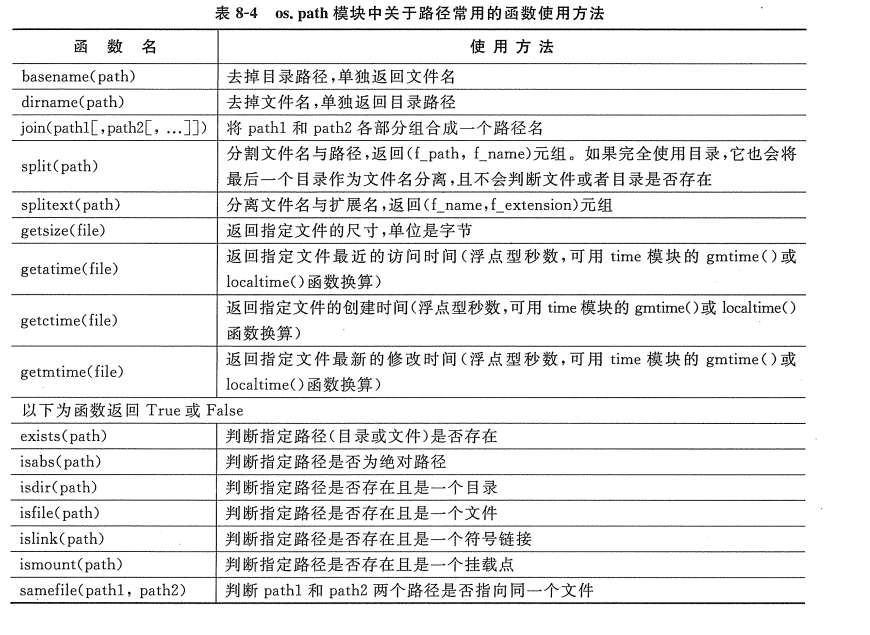 表 8-4 os.path 模块中关于路径常用的函数使用方法
函 数 名 使 用 方 法
basename(path) 去掉目录路径,单独返回文件名
dirname(path) 去掉文件名,单独返回目录路径
join(path1[,path2[, ...]]) 将 path1 和 path2 各部分组合成一个路径名
split(path) 分割文件名与路径,返回(f_path, f_name)元组。如果完全使用目录,它也会将
最后一个目录作为文件名分离,且不会判断文件或者目录是否存在
splitext(path) 分离文件名与扩展名,返回(f_name,f_extension)元组
getsize(file) 返回指定文件的尺寸,单位是字节
getatime(file) 返回指定文件最近的访问时间(浮点型秒数,可用 time 模块的 gmtime()或
localtime()函数换算)
getctime(file) 返回指定文件的创建时间(浮点型秒数,可用 time 模块的 gmtime()或 localtime()
函数换算)
getmtime(file) 返回指定文件最新的修改时间(浮点型秒数,可用 time 模块的 gmtime()或
localtime()函数换算)
以下为函数返回 True 或 False
exists(path) 判断指定路径(目录或文件)是否存在
isabs(path) 判断指定路径是否为绝对路径
isdir(path) 判断指定路径是否存在且是一个目录
isfile(path) 判断指定路径是否存在且是一个文件
islink(path) 判断指定路径是否存在且是一个符号链接
ismount(path) 判断指定路径是否存在且是一个挂载点
samefile(path1, path2) 判断 path1 和 path2 两个路径是否指向同一个文件